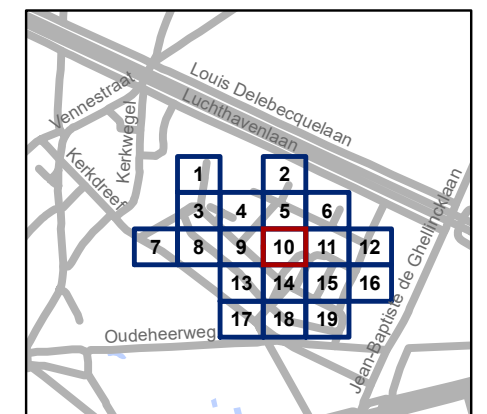 Louis Delebecquelaan
Luchthavenlaan
Vennestraat
Kerkwegel
Kerkdreef
1 2
3 4 5 6
7 8 9 10 11 12
13 14 15 16
17 18 19
Oudeheerweg
Jean-Baptiste de Ghellincklaan